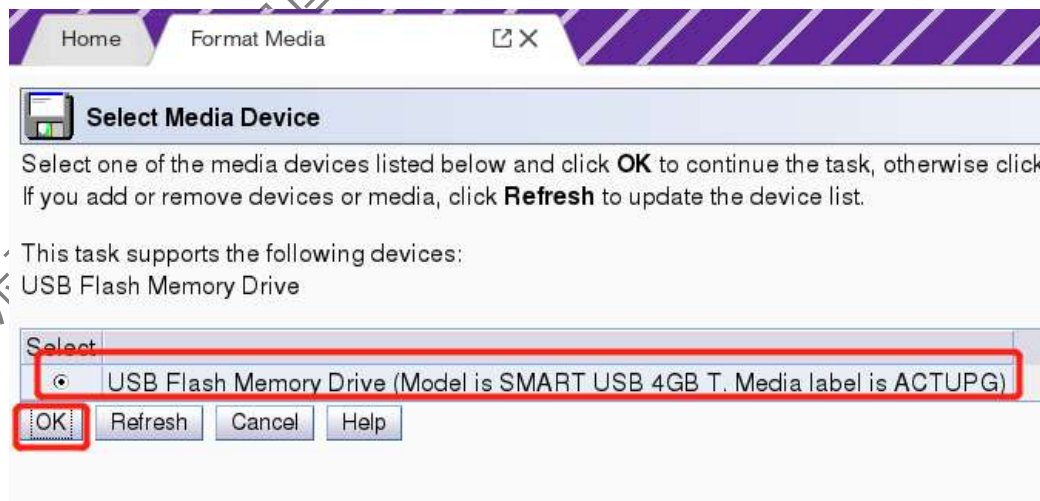 Home Format Media
Select Media Device
Select one of the media devices listed below and click OK to continue the task, otherwise click
If you add or remove devices or media, click Refresh to update the device list.
This task supports the following devices:
USB Flash Memory Drive
Select
USB Flash Memory Drive (Model is SMART USB 4GB T. Media label is ACTUPG)
OK Refresh Cancel Help